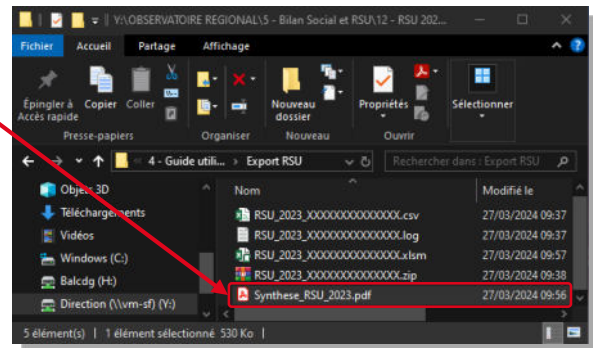 Y:\OBSERVATOIRE REGIONAL\5 - Bilan Social et RSU\12 - RSU 202...
Fichier Accueil Partage Affichage
Épingler à Accès rapide
Copier
Coller
Nouveau dossier
Propriétés
Sélectionner
Presse-papiers Organiser Nouveau Ouvrir
« 4 - Guide utili... > Export RSU
Rechercher dans : Export RSU
Objets 3D
Téléchargements
Vidéos
Windows (C:)
Balcdg (H:)
Direction (\\vm-sf) (Y:)
Nom Modifié le
RSU_2023_XXXXXXXXXXXXXX.csv 27/03/2024 09:37
RSU_2023_XXXXXXXXXXXXXX.log 27/03/2024 09:37
RSU_2023_XXXXXXXXXXXXXX.xlsm 27/03/2024 09:57
RSU_2023_XXXXXXXXXXXXXX.zip 27/03/2024 09:38
Synthese_RSU_2023.pdf 27/03/2024 09:56
5 élément(s) | 1 élément sélectionné 530 Ko |